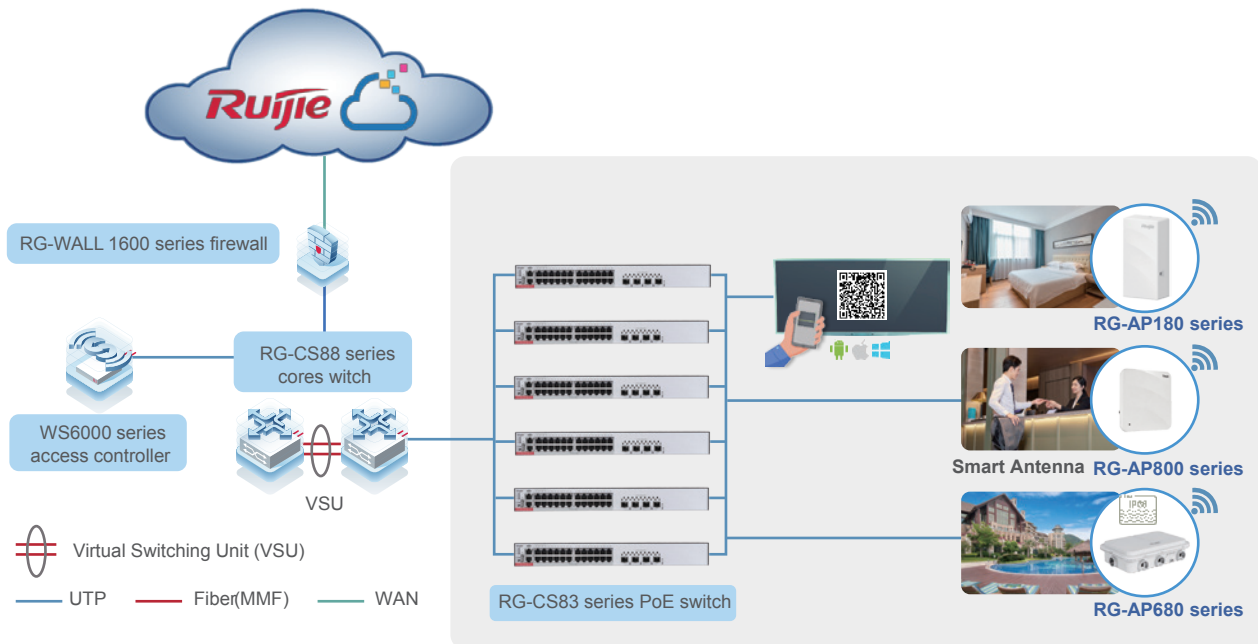 Ruijie
RG-WALL 1600 series firewall
RG-CS88 series
cores witch
WS6000 series
access controller
VSU
Virtual Switching Unit (VSU)
UTP
Fiber(MMF)
WAN
RG-CS83 series PoE switch
RG-AP180 series
Smart Antenna
RG-AP800 series
IP68
RG-AP680 series